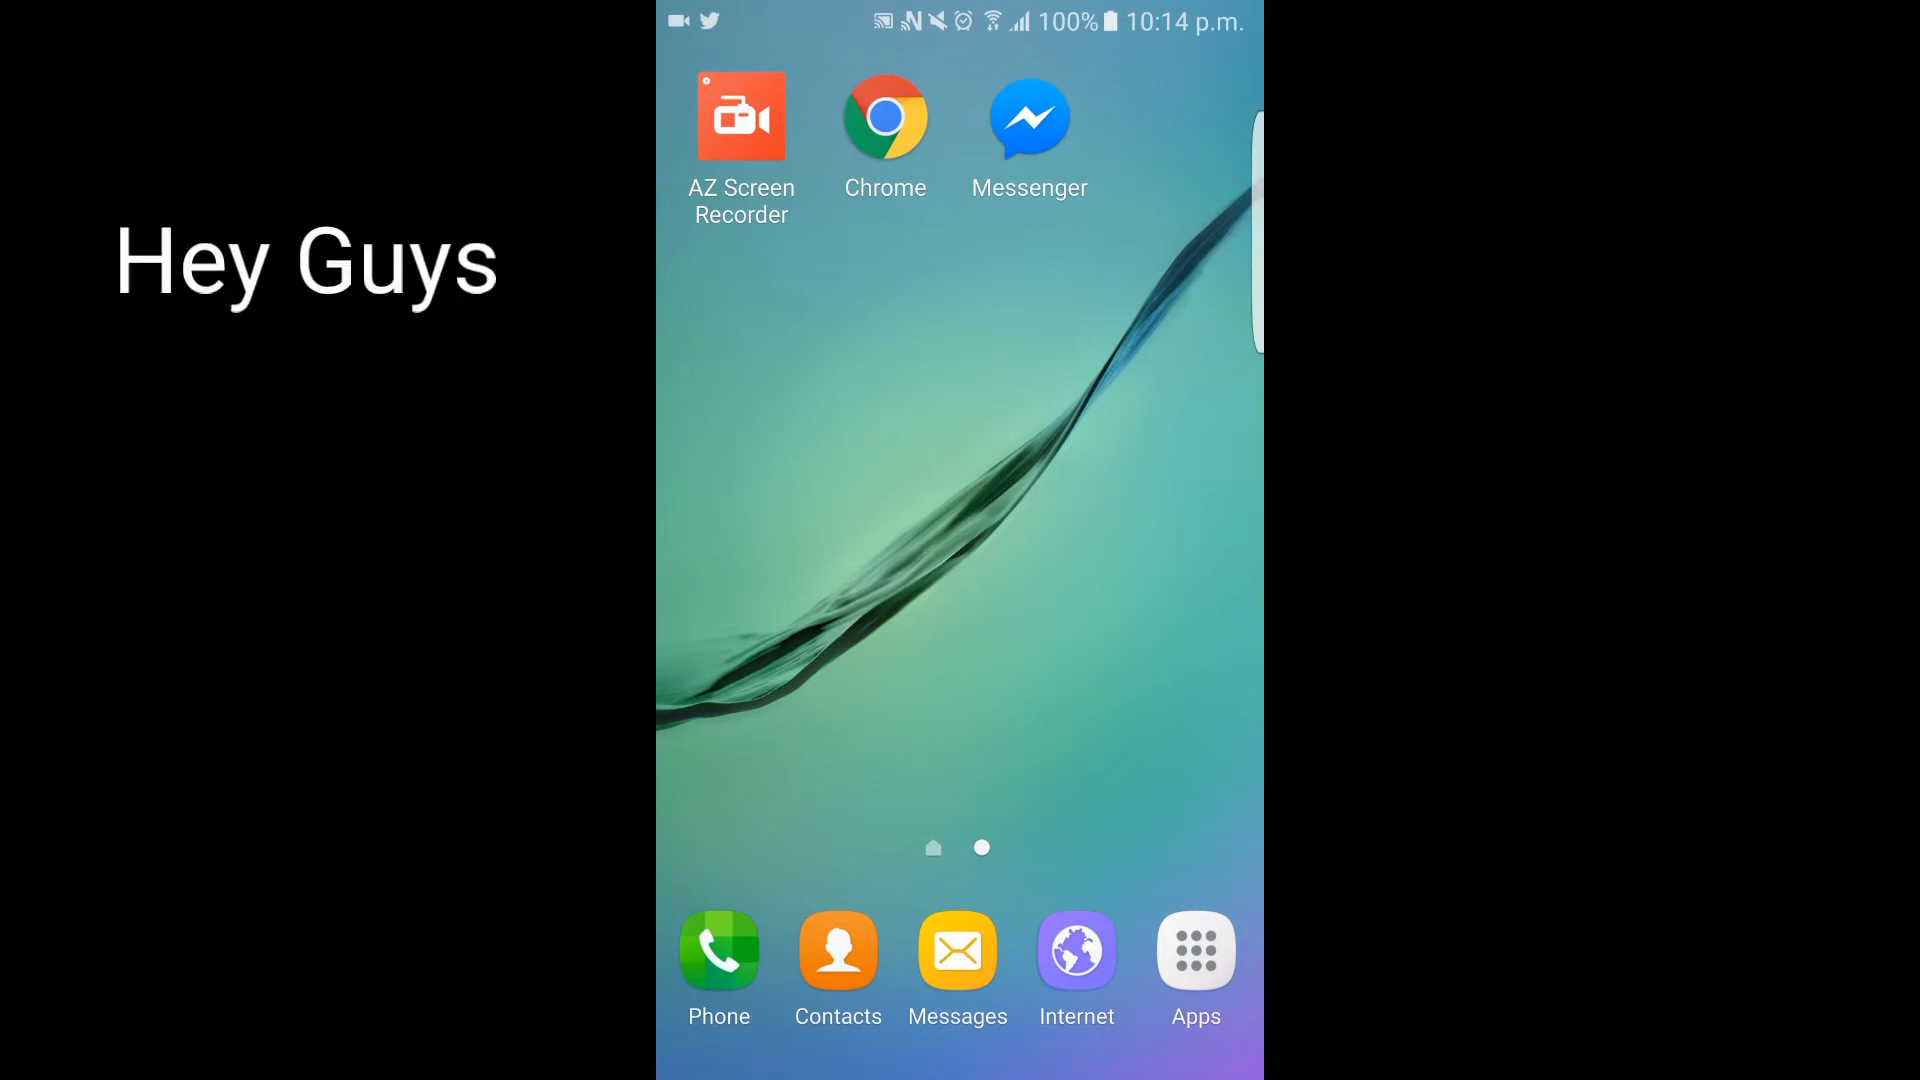 100% 10:14 p.m.
Hey Guys
AZ Screen
Recorder
Chrome
Messenger
Phone
Contacts
Messages
Internet
Apps